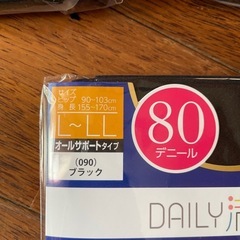 サイズ
ヒップ 90~103cm
身長 155~170cm
L~LL
オールサポートタイプ
(090)
ブラック
80
デニール
DAILY